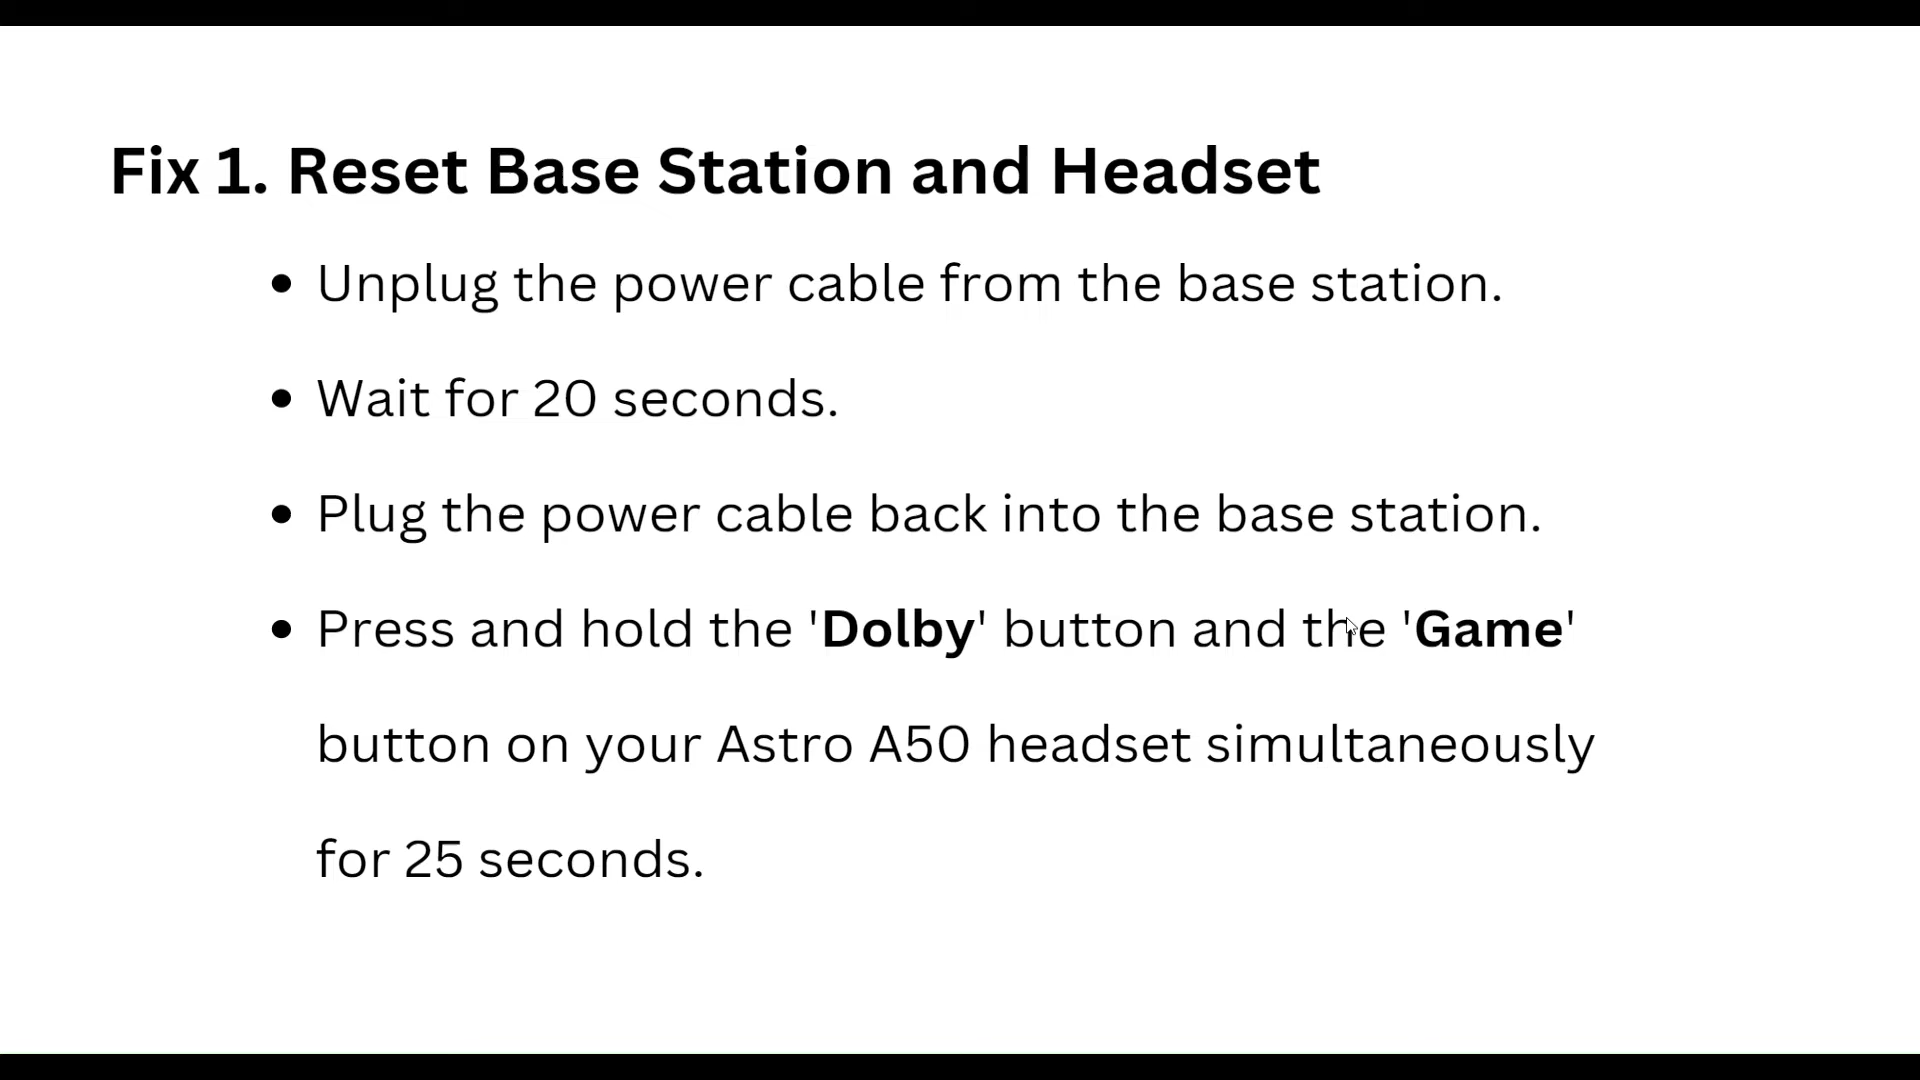 Fix 1. Reset Base Station and Headset
• Unplug the power cable from the base station.
• Wait for 20 seconds.
• Plug the power cable back into the base station.
• Press and hold the 'Dolby' button and the 'Game'
button on your Astro A50 headset simultaneously
for 25 seconds.